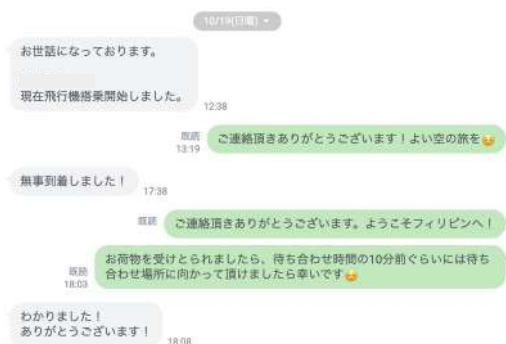 10/19(日曜)
お世話になっております。
現在飛行機搭乗開始しました。
12:38
既読
13:19
ご連絡頂きありがとうございます！よい空の旅を😊
無事到着しました！
17:38
既読
ご連絡頂きありがとうございます。ようこそフィリピンへ！
お荷物を受けとられましたら、待ち合わせ時間の10分前ぐらいには待ち
合わせ場所に向かって頂けましたら幸いです😊
既読
18:03
わかりました！
ありがとうございます！
18:08